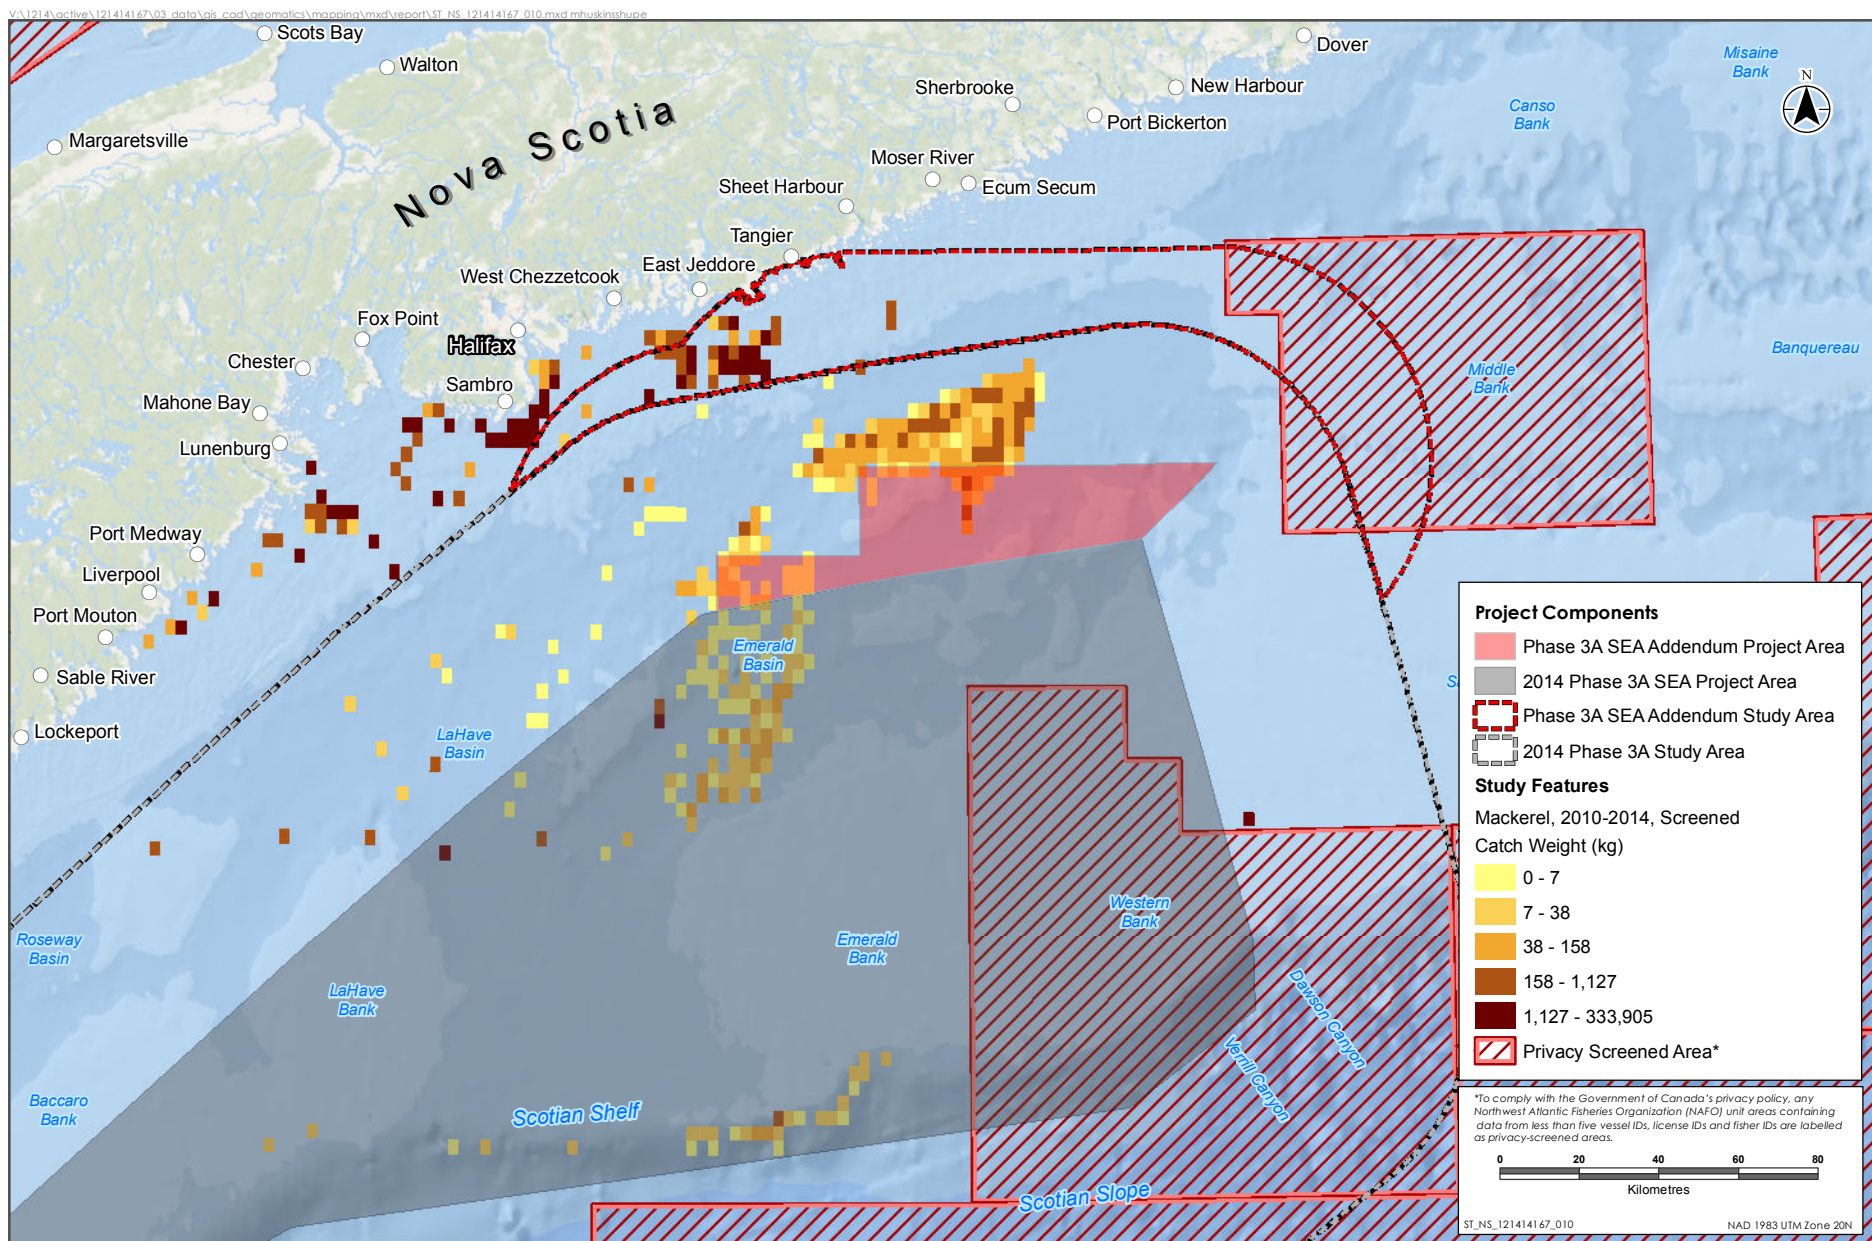 V:\1214\active\121414167\03_data\gis_cad\geomatics\mapping\mxd\report\ST_NS_121414167_010.mxd mhuskinsshupe
Scots Bay
Walton
Dover
Misaine
Bank
N
Sherbrooke
New Harbour
Canso
Bank
Port Bickerton
Margaretsville
Nova Scotia
Moser River
Ecum Secum
Sheet Harbour
Tangier
East Jeddore
West Chezzetcook
Fox Point
Halifax
Chester
Sambro
Mahone Bay
Lunenburg
Banquereau
Middle
Bank
Port Medway
Liverpool
Port Mouton
Sable River
Lockeport
Emerald
Basin
LaHave
Basin
Roseway
Basin
Western
Bank
Emerald
Bank
LaHave
Bank
Dawson Canyon
Verrill Canyon
Baccaro
Bank
Scotian Shelf
Scotian Slope
Project Components
Phase 3A SEA Addendum Project Area
2014 Phase 3A SEA Project Area
Phase 3A SEA Addendum Study Area
2014 Phase 3A Study Area
Study Features
Mackerel, 2010-2014, Screened
Catch Weight (kg)
0 - 7
7 - 38
38 - 158
158 - 1,127
1,127 - 333,905
Privacy Screened Area*
*To comply with the Government of Canada's privacy policy, any
Northwest Atlantic Fisheries Organization (NAFO) unit areas containing
data from less than five vessel IDs, license IDs and fisher IDs are labelled
as privacy-screened areas.
0 20 40 60 80
Kilometres
ST_NS_121414167_010
NAD 1983 UTM Zone 20N